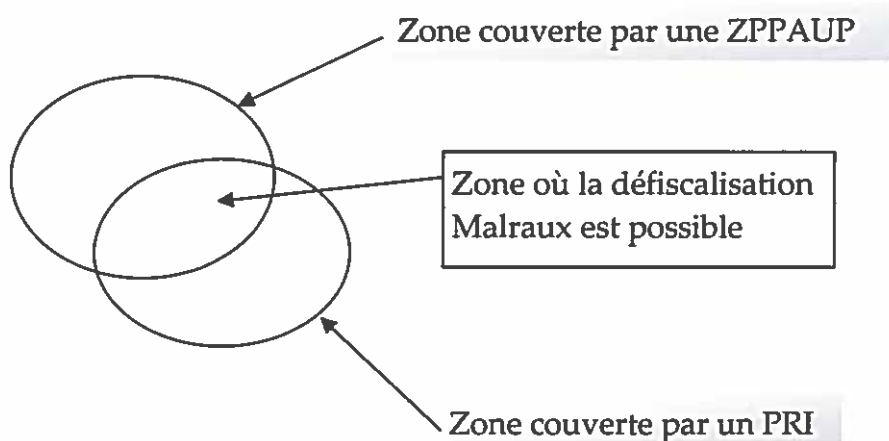 Zone couverte par une ZPPAUP
Zone où la défiscalisation
Malraux est possible
Zone couverte par un PRI